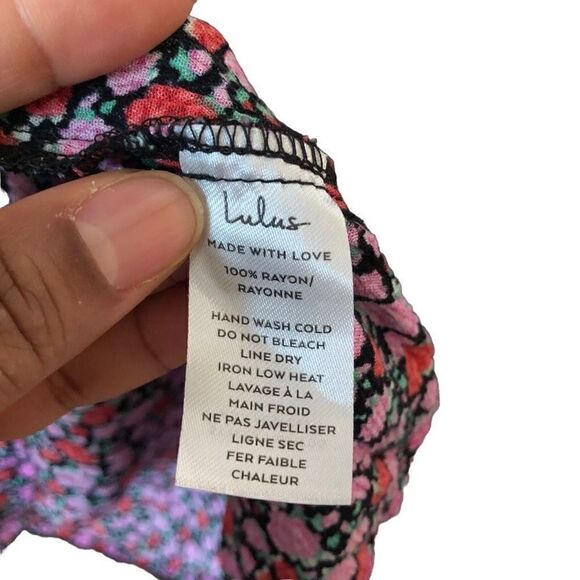 Lulus
MADE WITH LOVE
100% RAYON/
RAYONNE
HAND WASH COLD
DO NOT BLEACH
LINE DRY
IRON LOW HEAT
LAVAGE À LA
MAIN FROID
NE PAS JAVELLISER
LIGNE SEC
FER FAIBLE
CHALEUR